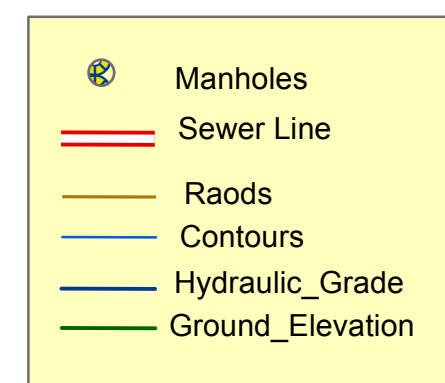 Manholes
Sewer Line
Raods
Contours
Hydraulic_Grade
Ground_Elevation